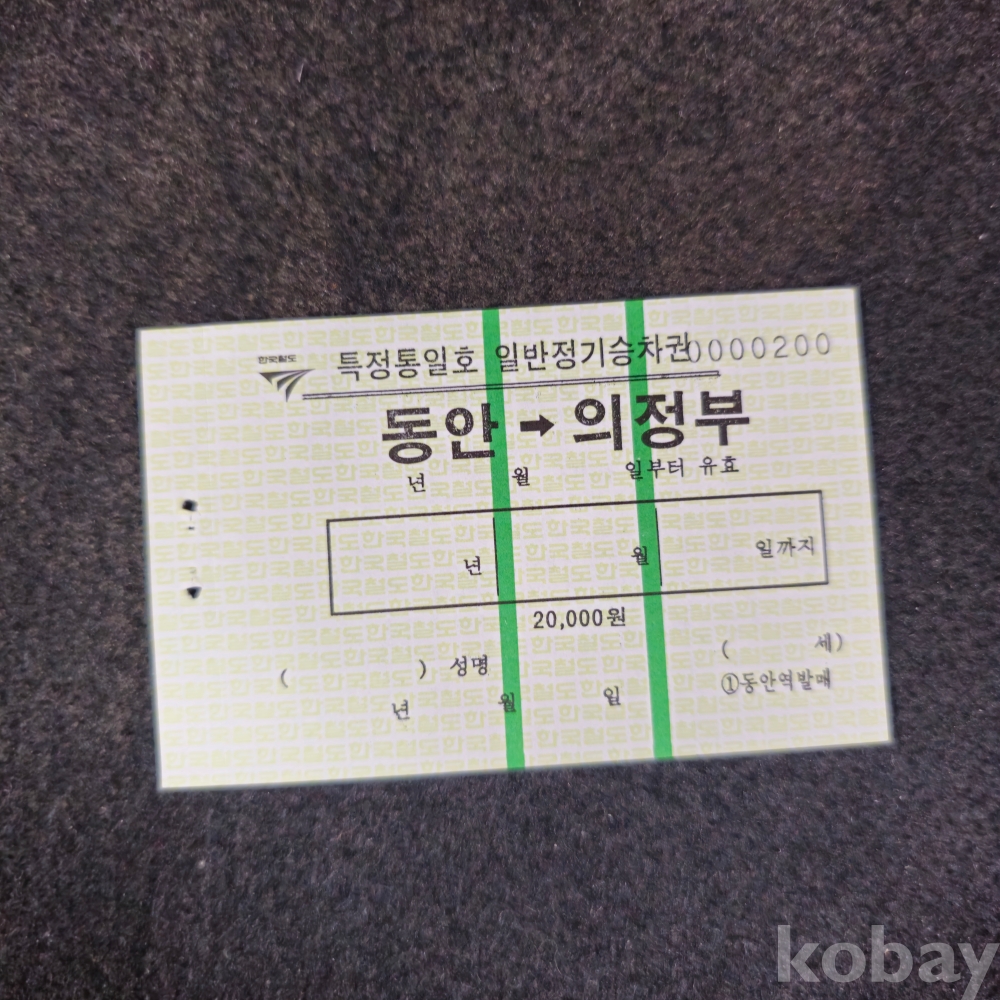 한국철도
특정통일호 일반정기승차권 0000200
동안 → 의정부
년 월 일부터 유효
년 월 일까지
20,000원
( ) 성명 ( 세)
년 월 일 ①동안역발매
kobay